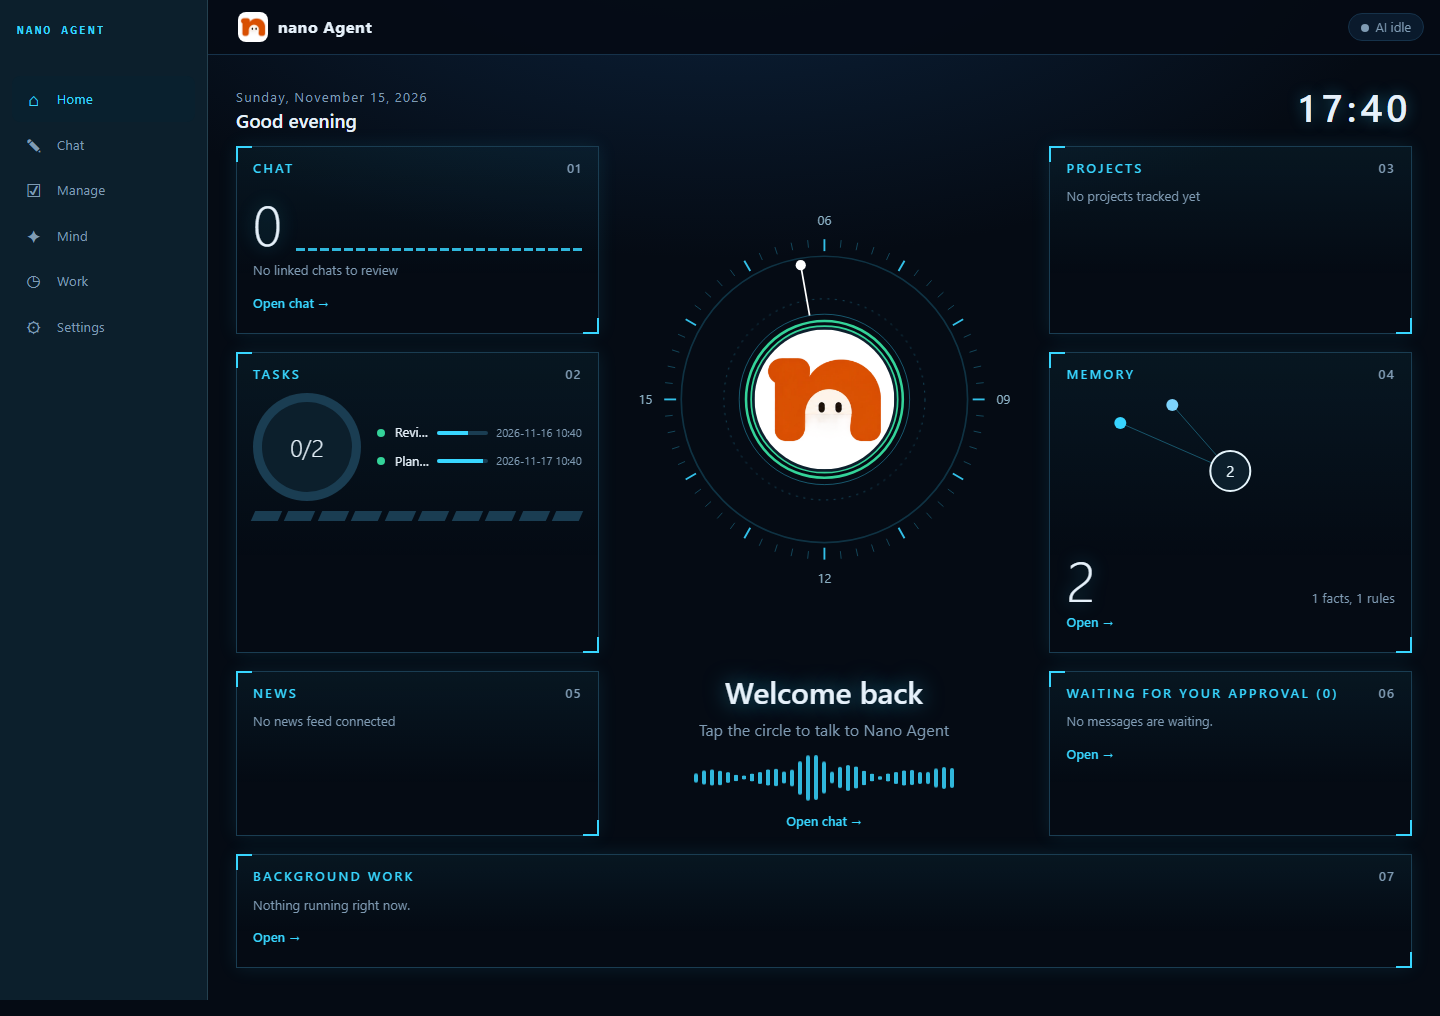 NANO AGENT
nano Agent
AI idle
Home
Chat
Manage
Mind
Work
Settings
Sunday, November 15, 2026
Good evening
17:40
CHAT 01
0
No linked chats to review
Open chat →
TASKS 02
0/2
Revi... 2026-11-16 10:40
Plan... 2026-11-17 10:40
NEWS 05
No news feed connected
06
15
09
12
Welcome back
Tap the circle to talk to Nano Agent
Open chat →
PROJECTS 03
No projects tracked yet
MEMORY 04
2
2
1 facts, 1 rules
Open →
WAITING FOR YOUR APPROVAL (0) 06
No messages are waiting.
Open →
BACKGROUND WORK 07
Nothing running right now.
Open →